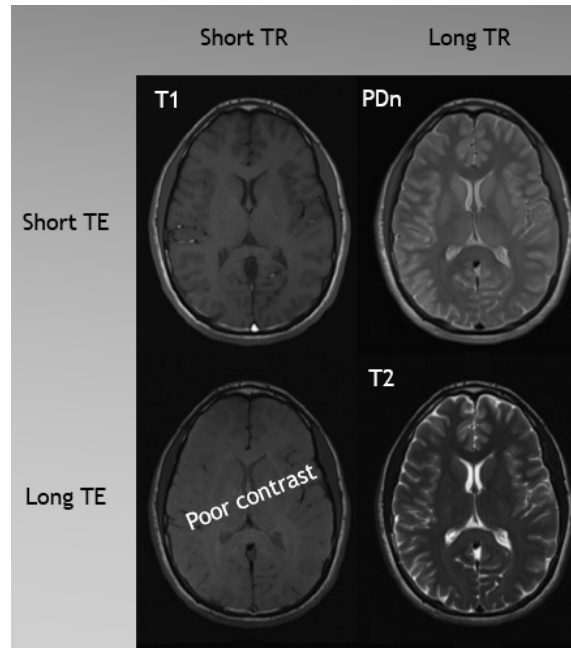 Short TR
Long TR
T1
PDn
Short TE
T2
Long TE
Poor contrast